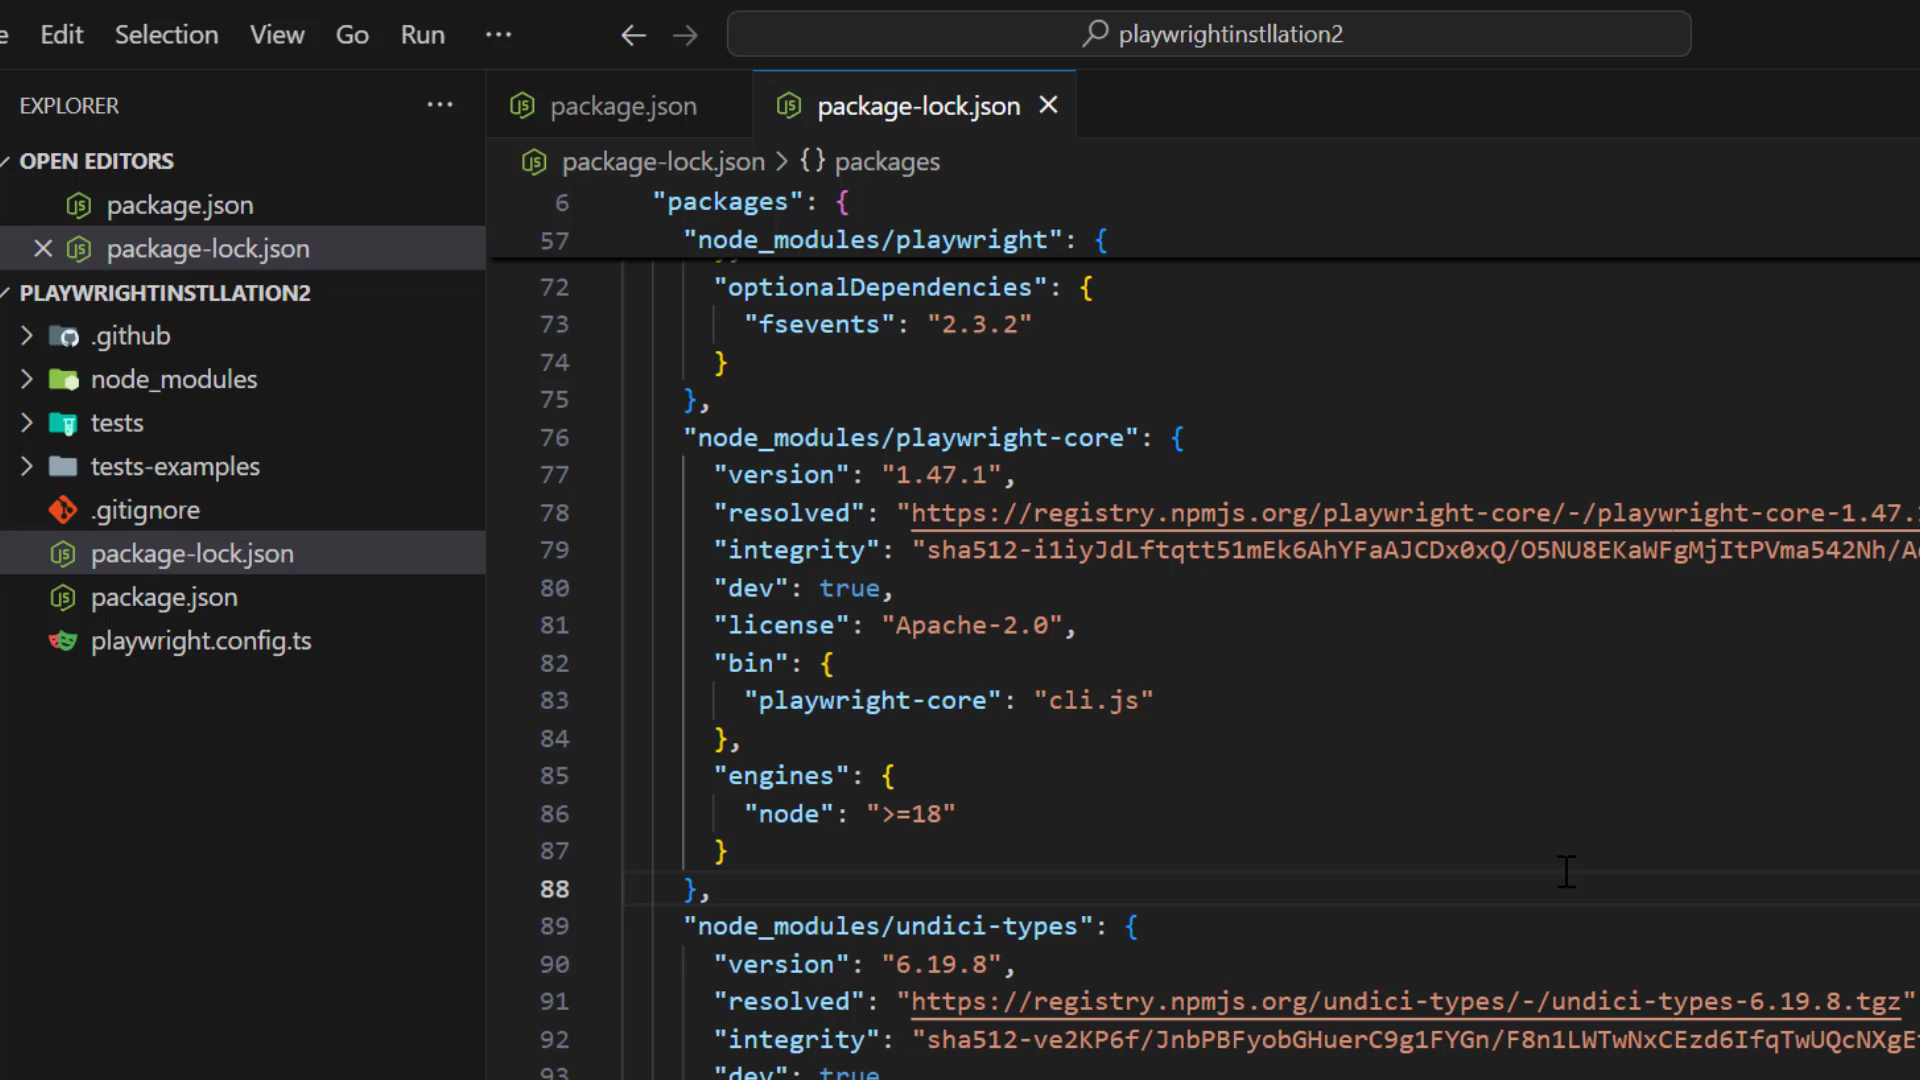 Edit Selection View Go Run ···
playwrightinstllation2
EXPLORER ···
package.json
package-lock.json
OPEN EDITORS
package.json
package-lock.json
PLAYWRIGHTINSTLLATION2
.github
node_modules
tests
tests-examples
.gitignore
package-lock.json
package.json
playwright.config.ts
package-lock.json > {} packages
6 "packages": {
57 "node_modules/playwright": {
72 "optionalDependencies": {
73 "fsevents": "2.3.2"
74 }
75 },
76 "node_modules/playwright-core": {
77 "version": "1.47.1",
78 "resolved": "https://registry.npmjs.org/playwright-core/-/playwright-core-1.47.
79 "integrity": "sha512-i1iyJdLftqtt51mEk6AhYFaAJCDx0xQ/O5NU8EKaWFgMjItPVma542Nh/A
80 "dev": true,
81 "license": "Apache-2.0",
82 "bin": {
83 "playwright-core": "cli.js"
84 },
85 "engines": {
86 "node": ">=18"
87 }
88 },
89 "node_modules/undici-types": {
90 "version": "6.19.8",
91 "resolved": "https://registry.npmjs.org/undici-types/-/undici-types-6.19.8.tgz"
92 "integrity": "sha512-ve2KP6f/JnbPBFyobGHuerC9g1FYGn/F8n1LWTwNxCEzd6IfqTwUQcNXgE
93 "dev": true